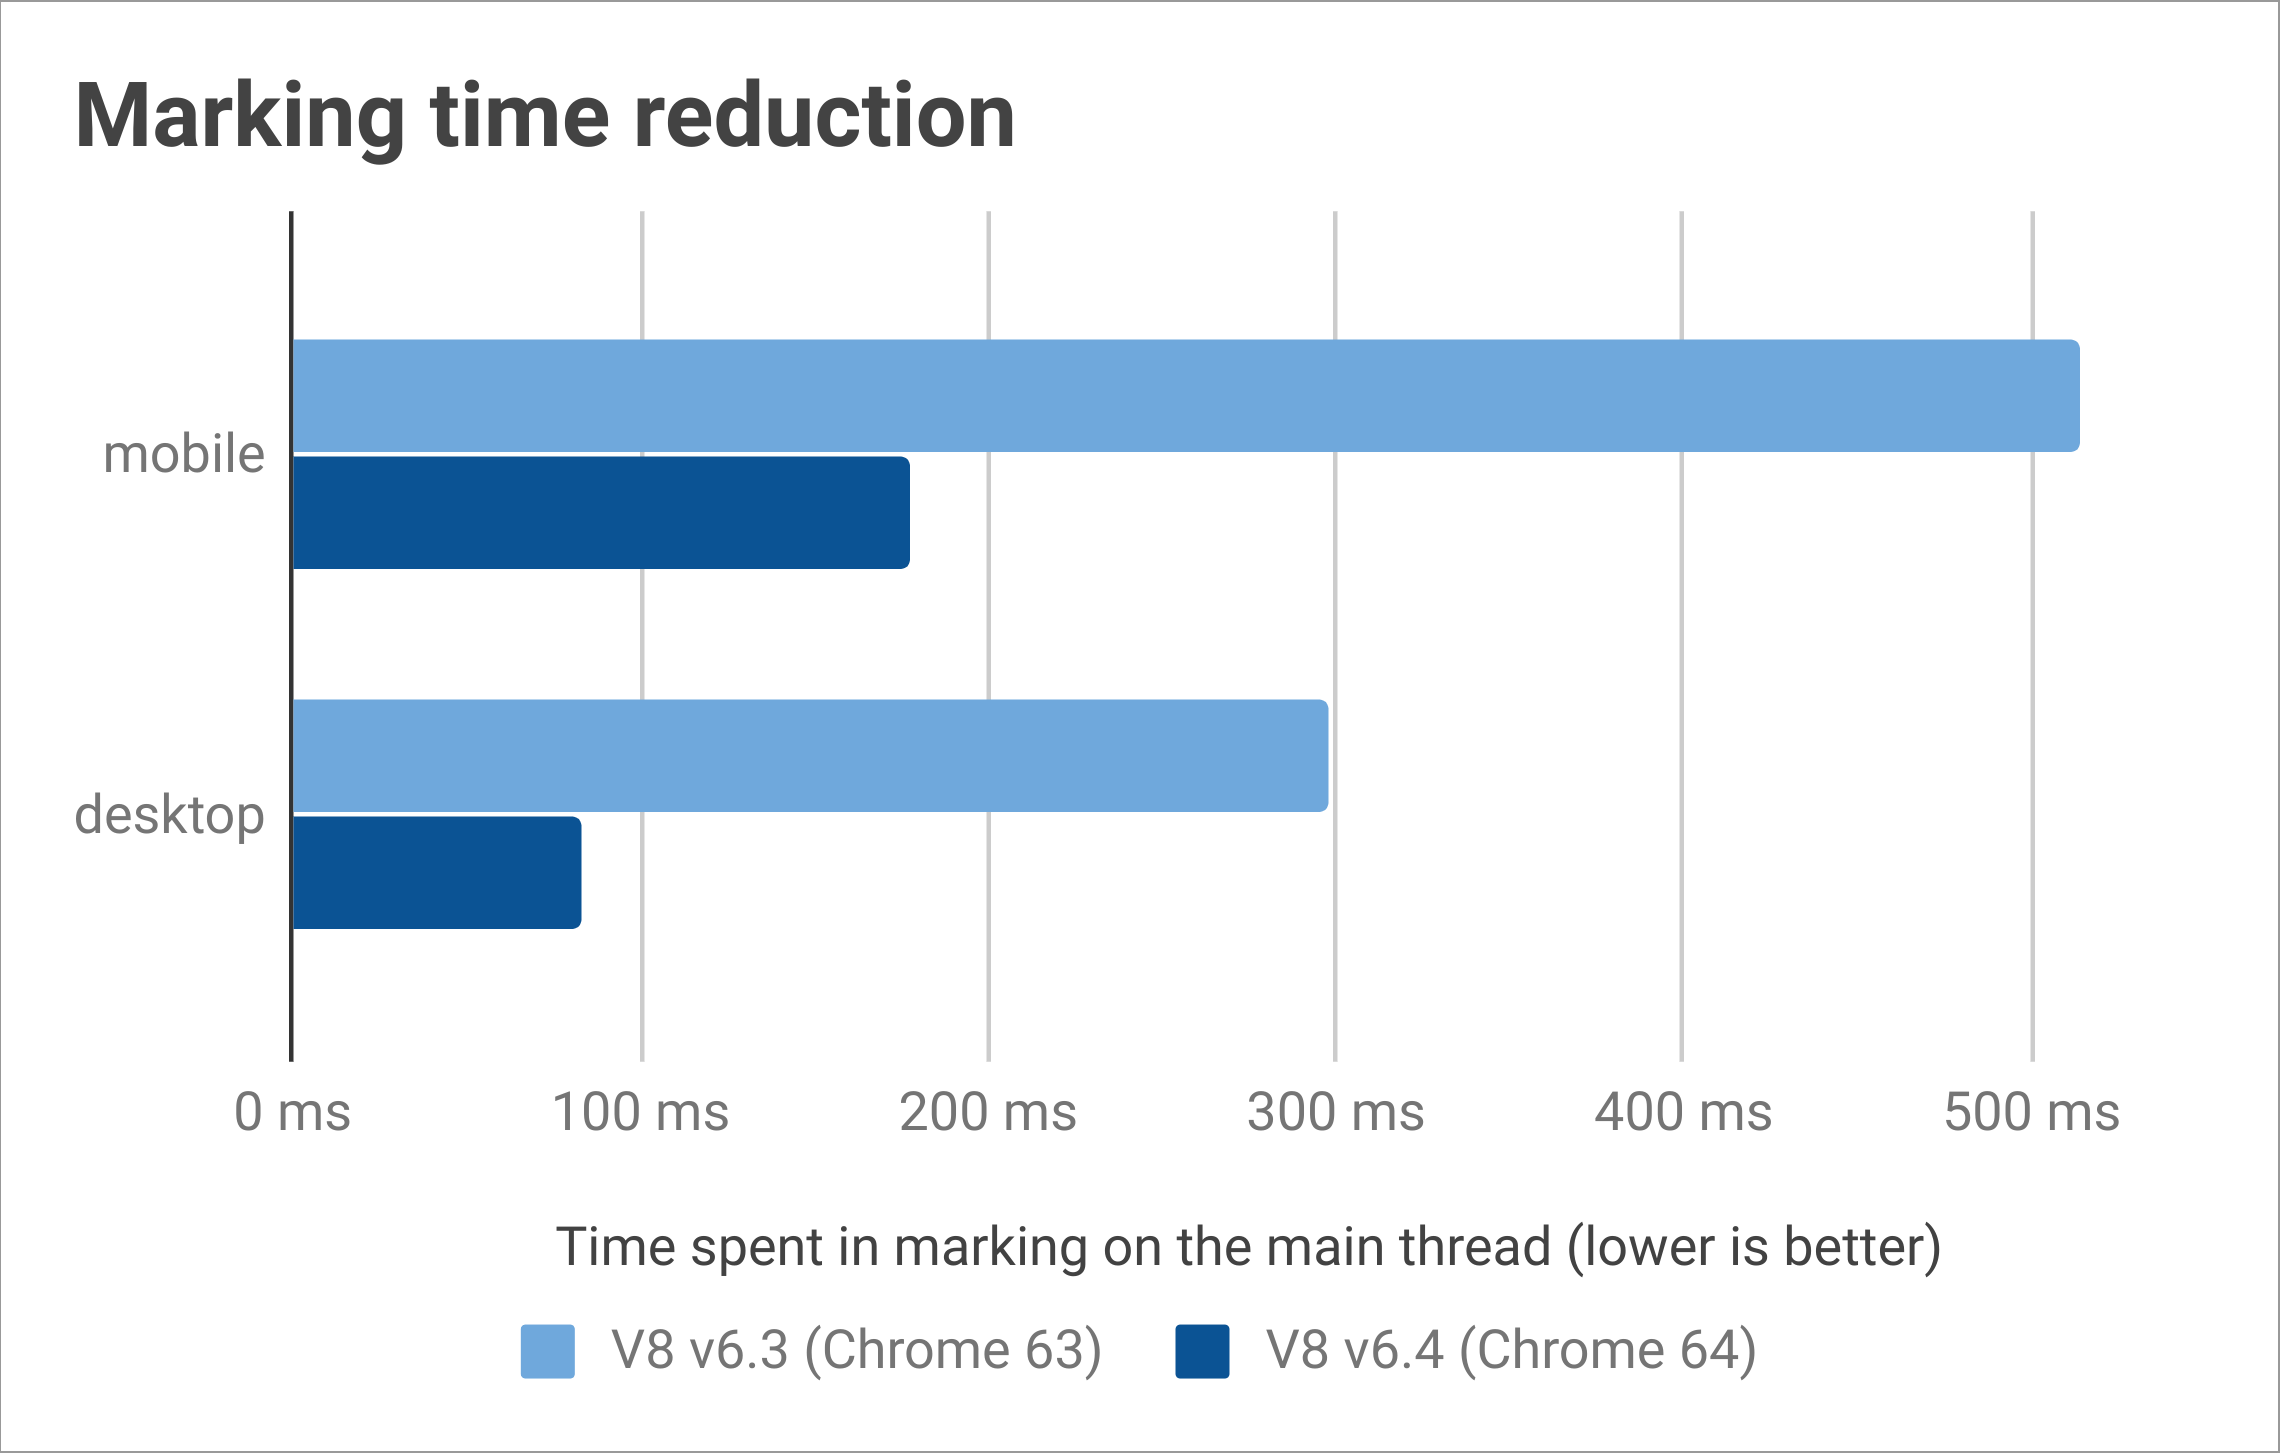 Marking time reduction
mobile
desktop
0 ms 100 ms 200 ms 300 ms 400 ms 500 ms
Time spent in marking on the main thread (lower is better)
V8 v6.3 (Chrome 63) V8 v6.4 (Chrome 64)